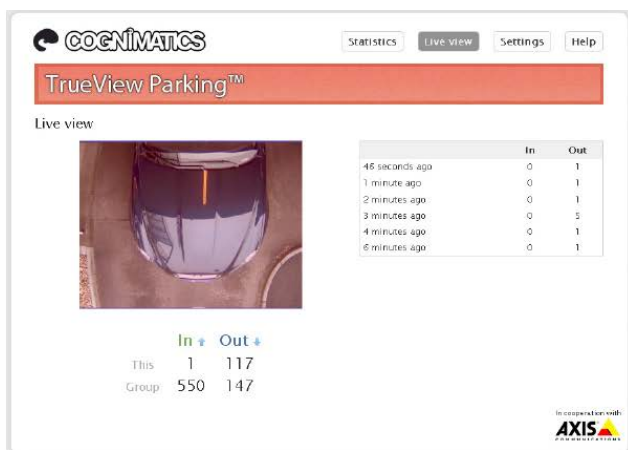 COGNIMATICS
Statistics Live view Settings Help
TrueView Parking™
Live view
In Out
46 seconds ago 0 1
1 minute ago 0 1
2 minutes ago 0 1
3 minutes ago 0 5
4 minutes ago 0 1
6 minutes ago 0 1
In Out
This 1 117
Group 550 147
In cooperation with
AXIS
COMMUNICATIONS